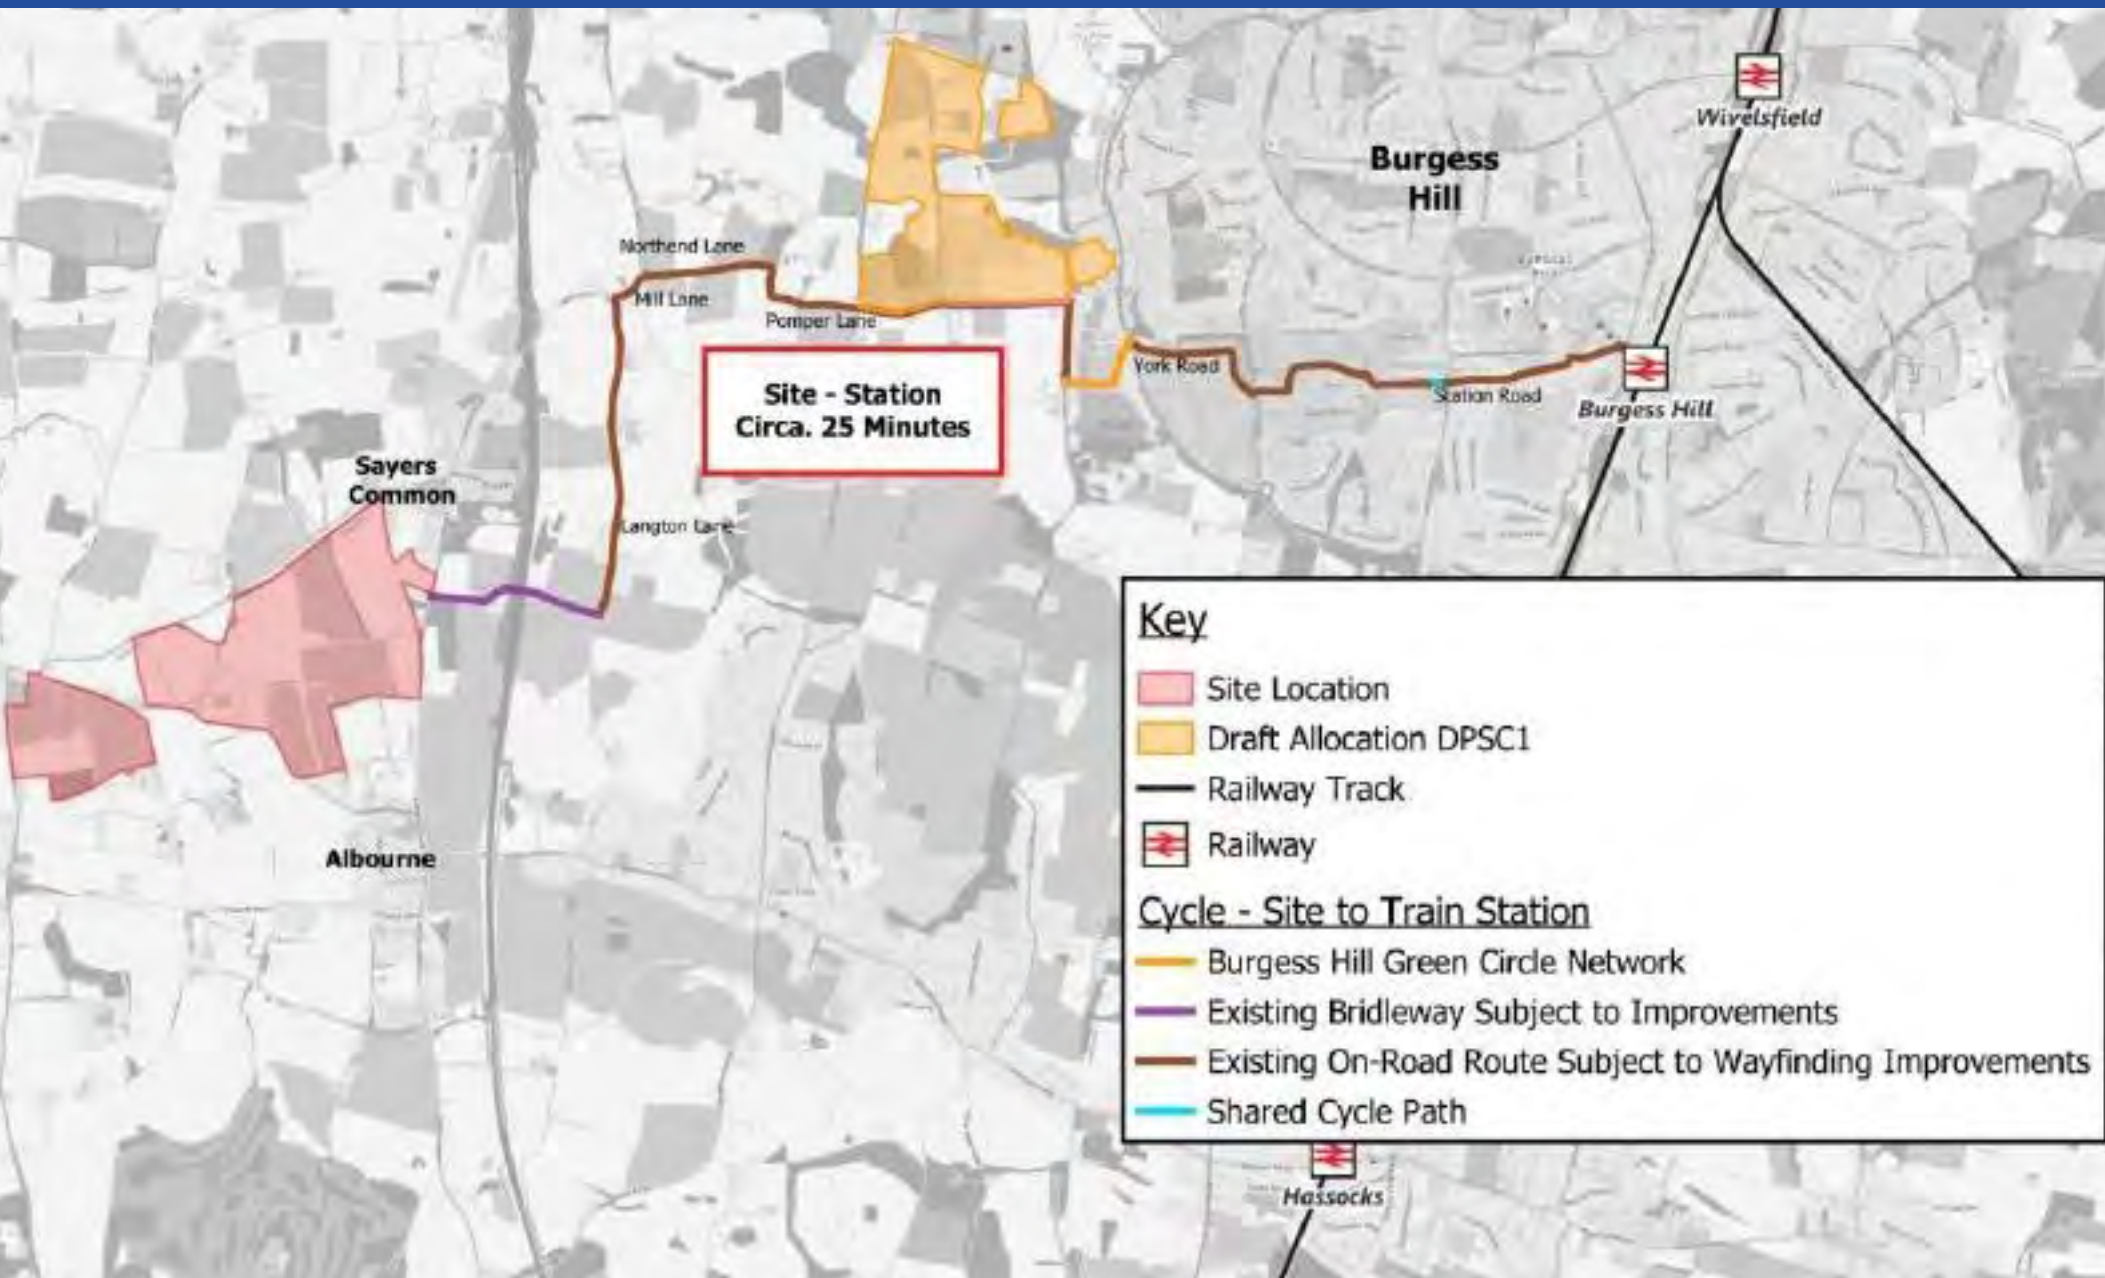 Wivelsfield
Burgess
Hill
Northend Lane
Mill Lane
Pomper Lane
Site - Station
Circa. 25 Minutes
York Road
Station Road
Burgess Hill
Sayers
Common
Langton Lane
Albourne
Key
Site Location
Draft Allocation DPSC1
Railway Track
Railway
Cycle - Site to Train Station
Burgess Hill Green Circle Network
Existing Bridleway Subject to Improvements
Existing On-Road Route Subject to Wayfinding Improvements
Shared Cycle Path
Hassocks